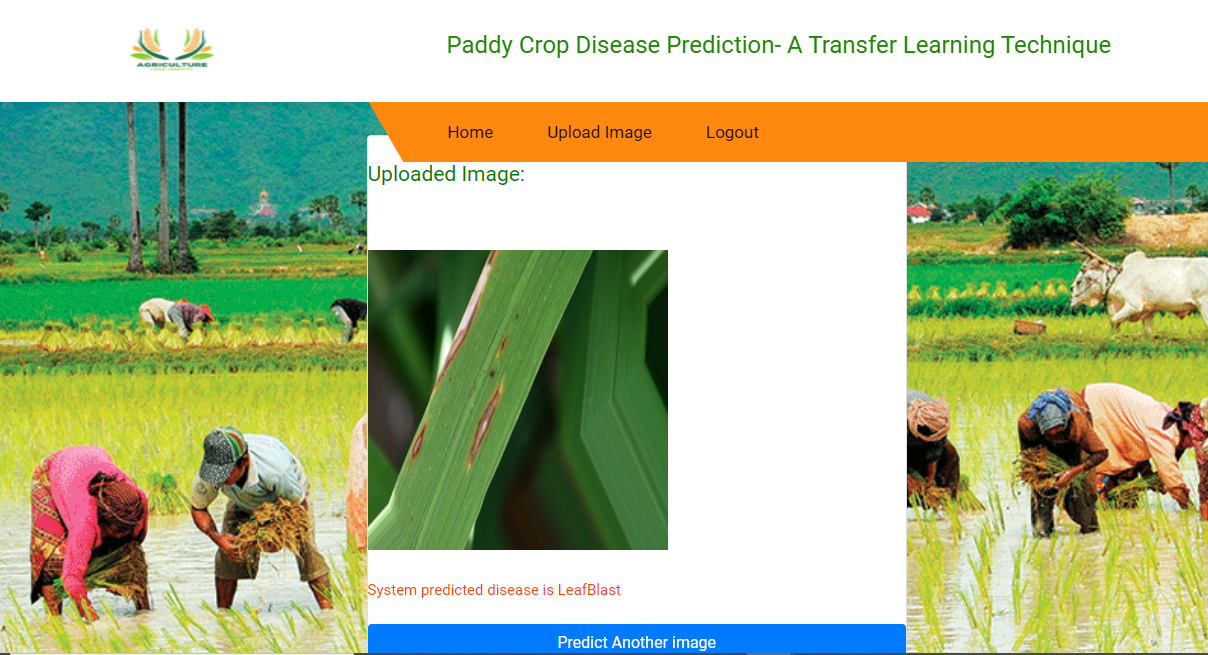 AGRICULTURE
Paddy Crop Disease Prediction- A Transfer Learning Technique
Home
Upload Image
Logout
Uploaded Image:
System predicted disease is LeafBlast
Predict Another image